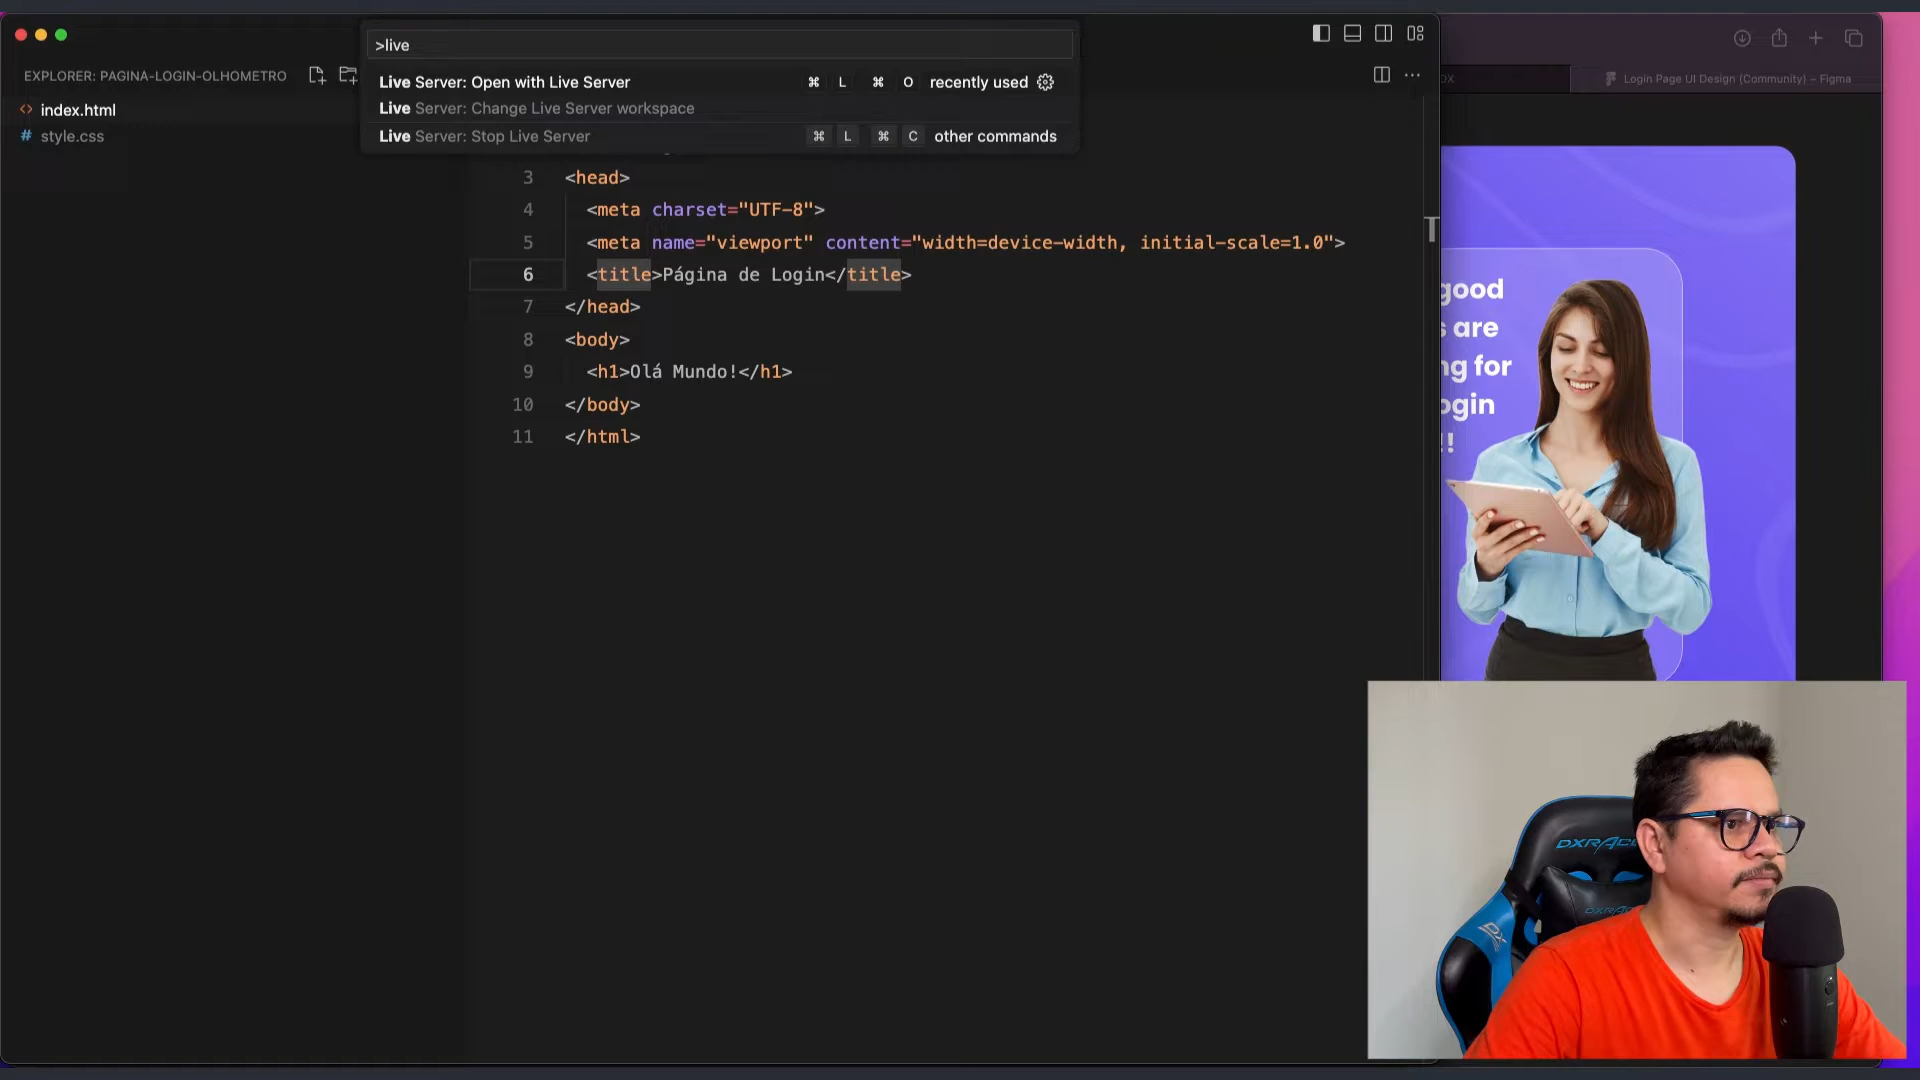 >live
EXPLORER: PAGINA-LOGIN-OLHOMETRO
Live Server: Open with Live Server ⌘ L ⌘ O recently used
Live Server: Change Live Server workspace
Live Server: Stop Live Server ⌘ L ⌘ C other commands
index.html
# style.css
3 <head>
4 <meta charset="UTF-8">
5 <meta name="viewport" content="width=device-width, initial-scale=1.0">
6 <title>Página de Login</title>
7 </head>
8 <body>
9 <h1>Olá Mundo!</h1>
10 </body>
11 </html>
Login Page UI Design (Community) – Figma
good
are
for
!!
DXRACE
DX